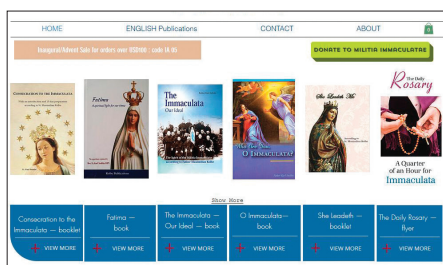 HOME ENGLISH Publications CONTACT ABOUT
0
Inaugural/Advent Sale for orders over USD100 : code IA 05
DONATE TO MILITIA IMMACULATAE
CONSECRATION TO THE
IMMACULATA
Fatima
The
Immaculata
Our Ideal
Who Are You,
O IMMACULATA?
She Leadeth Me
The Daily
Rosary
A Quarter
of an Hour for
Immaculata
Show More
Consecration to the
Immaculata — booklet
VIEW MORE
Fatima —
book
VIEW MORE
The Immaculata —
Our Ideal — book
VIEW MORE
O Immaculata—
book
VIEW MORE
She Leadeth —
booklet
VIEW MORE
The Daily Rosary —
flyer
VIEW MORE